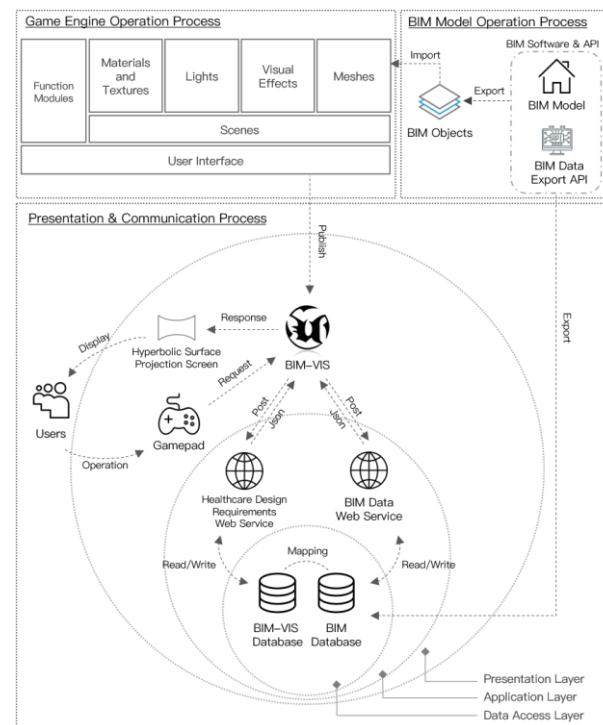 Game Engine Operation Process
Function
Modules
Materials
and
Textures
Lights
Visual
Effects
Meshes
Scenes
User Interface
BIM Model Operation Process
BIM Software & API
Import
Export
BIM Objects
BIM Model
BIM Data
Export API
Presentation & Communication Process
Publish
Export
Response
Display
Hyperbolic Surface
Projection Screen
BIM-VIS
Request
Users
Gamepad
Operation
Post
Json
Post
Json
Healthcare Design
Requirements
Web Service
BIM Data
Web Service
Read/Write
Mapping
Read/Write
BIM-VIS
Database
BIM
Database
Presentation Layer
Application Layer
Data Access Layer